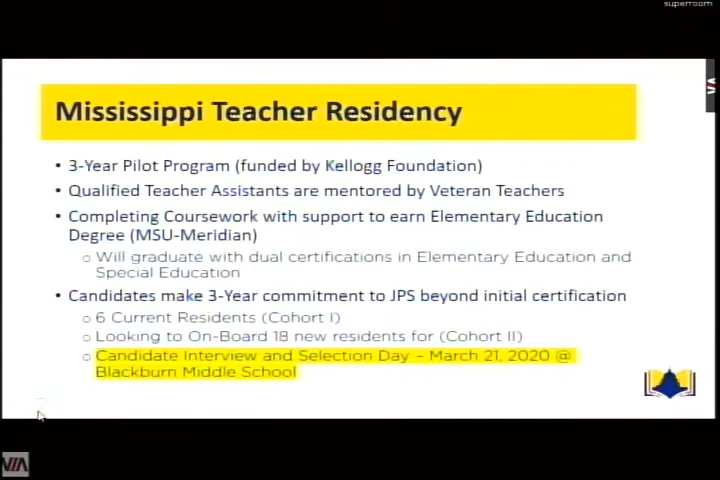 superroom
Mississippi Teacher Residency
• 3-Year Pilot Program (funded by Kellogg Foundation)
• Qualified Teacher Assistants are mentored by Veteran Teachers
• Completing Coursework with support to earn Elementary Education
Degree (MSU-Meridian)
○ Will graduate with dual certifications in Elementary Education and
Special Education
• Candidates make 3-Year commitment to JPS beyond initial certification
○ 6 Current Residents (Cohort I)
○ Looking to On-Board 18 new residents for (Cohort II)
○ Candidate Interview and Selection Day – March 21, 2020 @
Blackburn Middle School
VIA